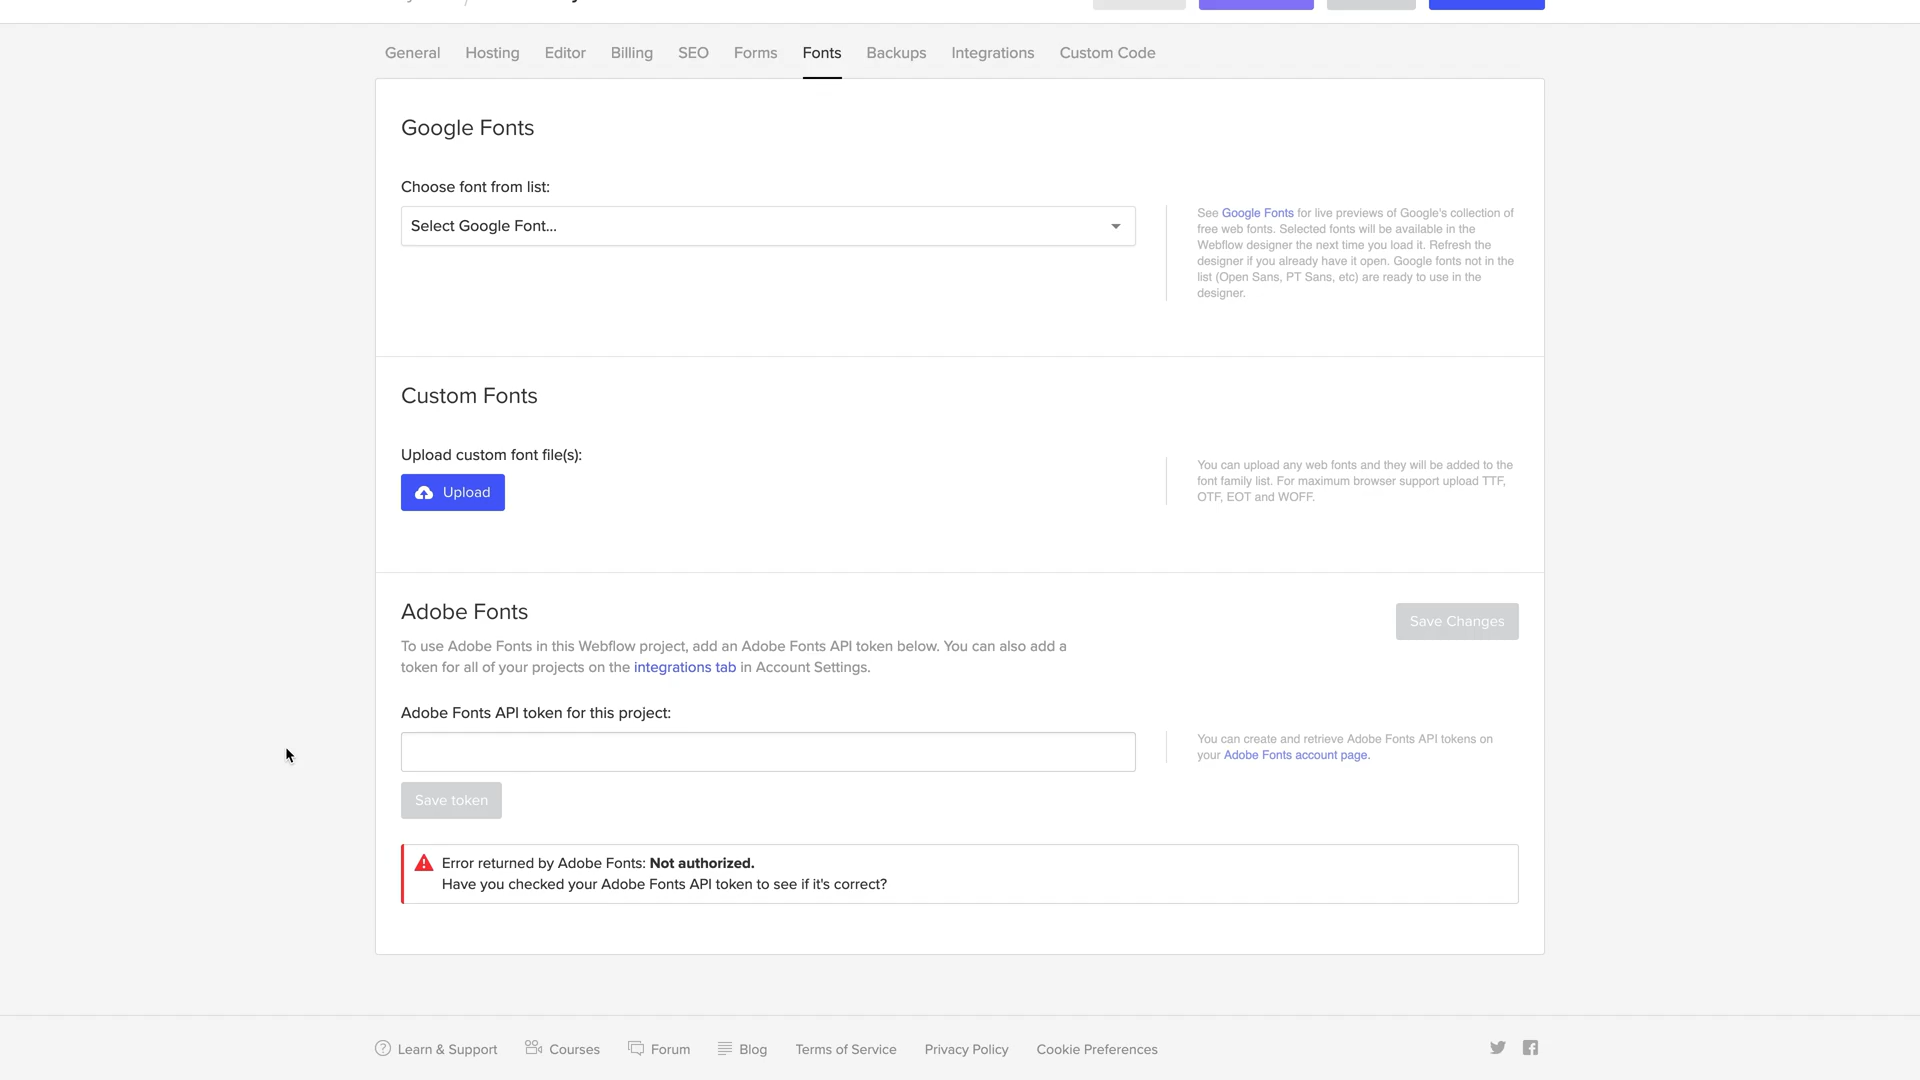 General Hosting Editor Billing SEO Forms Fonts Backups Integrations Custom Code
Google Fonts
Choose font from list:
Select Google Font...
See Google Fonts for live previews of Google's collection of
free web fonts. Selected fonts will be available in the
Webflow designer the next time you load it. Refresh the
designer if you already have it open. Google fonts not in the
list (Open Sans, PT Sans, etc) are ready to use in the
designer.
Custom Fonts
Upload custom font file(s):
Upload
You can upload any web fonts and they will be added to the
font family list. For maximum browser support upload TTF,
OTF, EOT and WOFF.
Adobe Fonts
Save Changes
To use Adobe Fonts in this Webflow project, add an Adobe Fonts API token below. You can also add a
token for all of your projects on the integrations tab in Account Settings.
Adobe Fonts API token for this project:
You can create and retrieve Adobe Fonts API tokens on
your Adobe Fonts account page.
Save token
Error returned by Adobe Fonts: Not authorized.
Have you checked your Adobe Fonts API token to see if it's correct?
Learn & Support Courses Forum Blog Terms of Service Privacy Policy Cookie Preferences